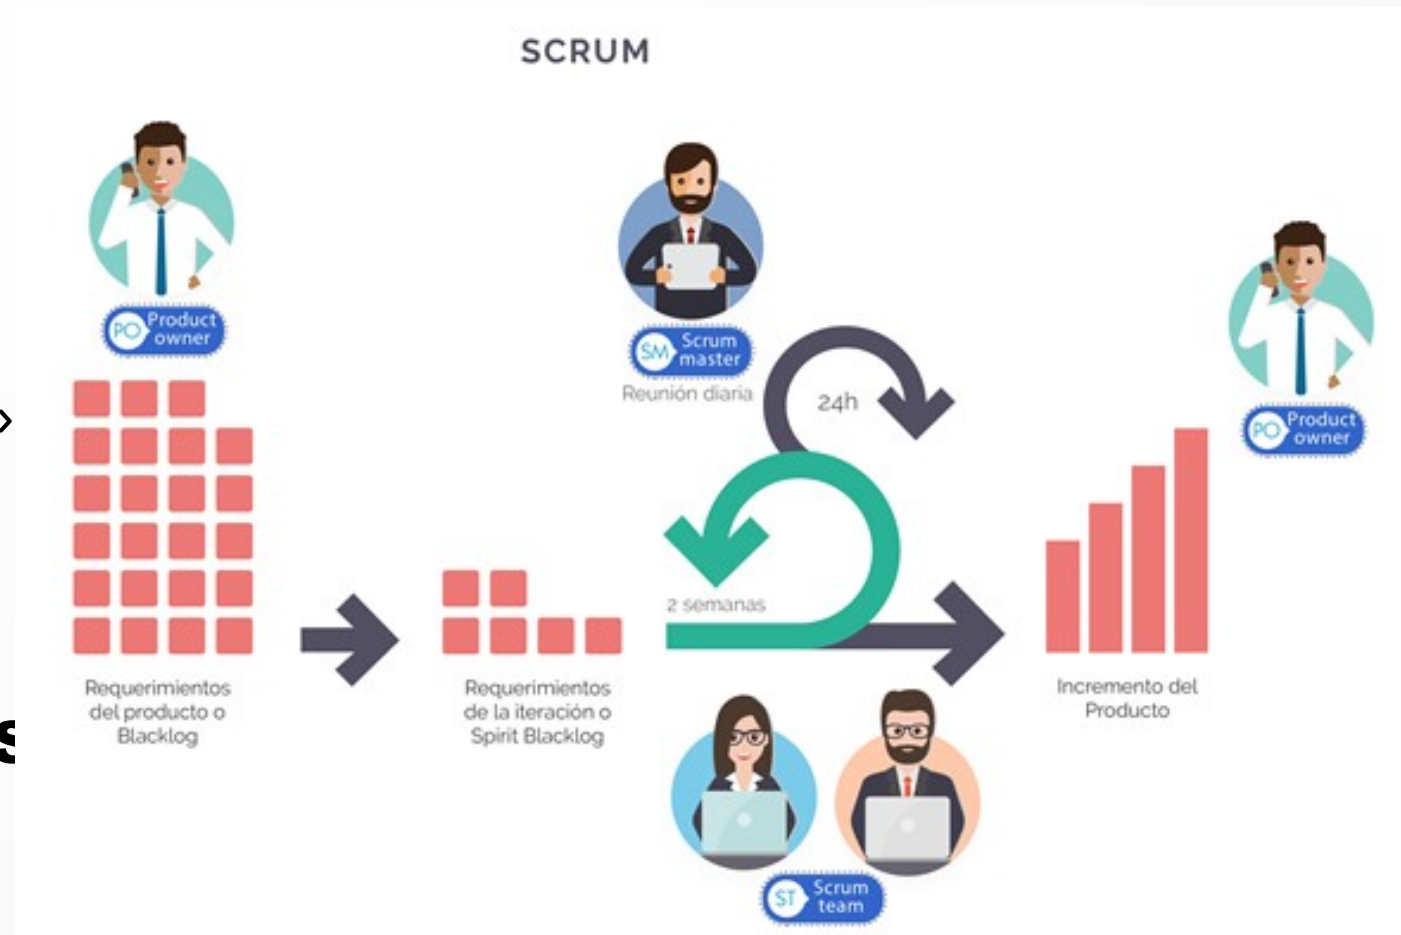 SCRUM
PO
Product
owner
SM
Scrum
master
Reunión diaria
24h
PO
Product
owner
2 semanas
Requerimientos
del producto o
Blacklog
Requerimientos
de la iteración o
Spirit Blacklog
Incremento del
Producto
ST
Scrum
team